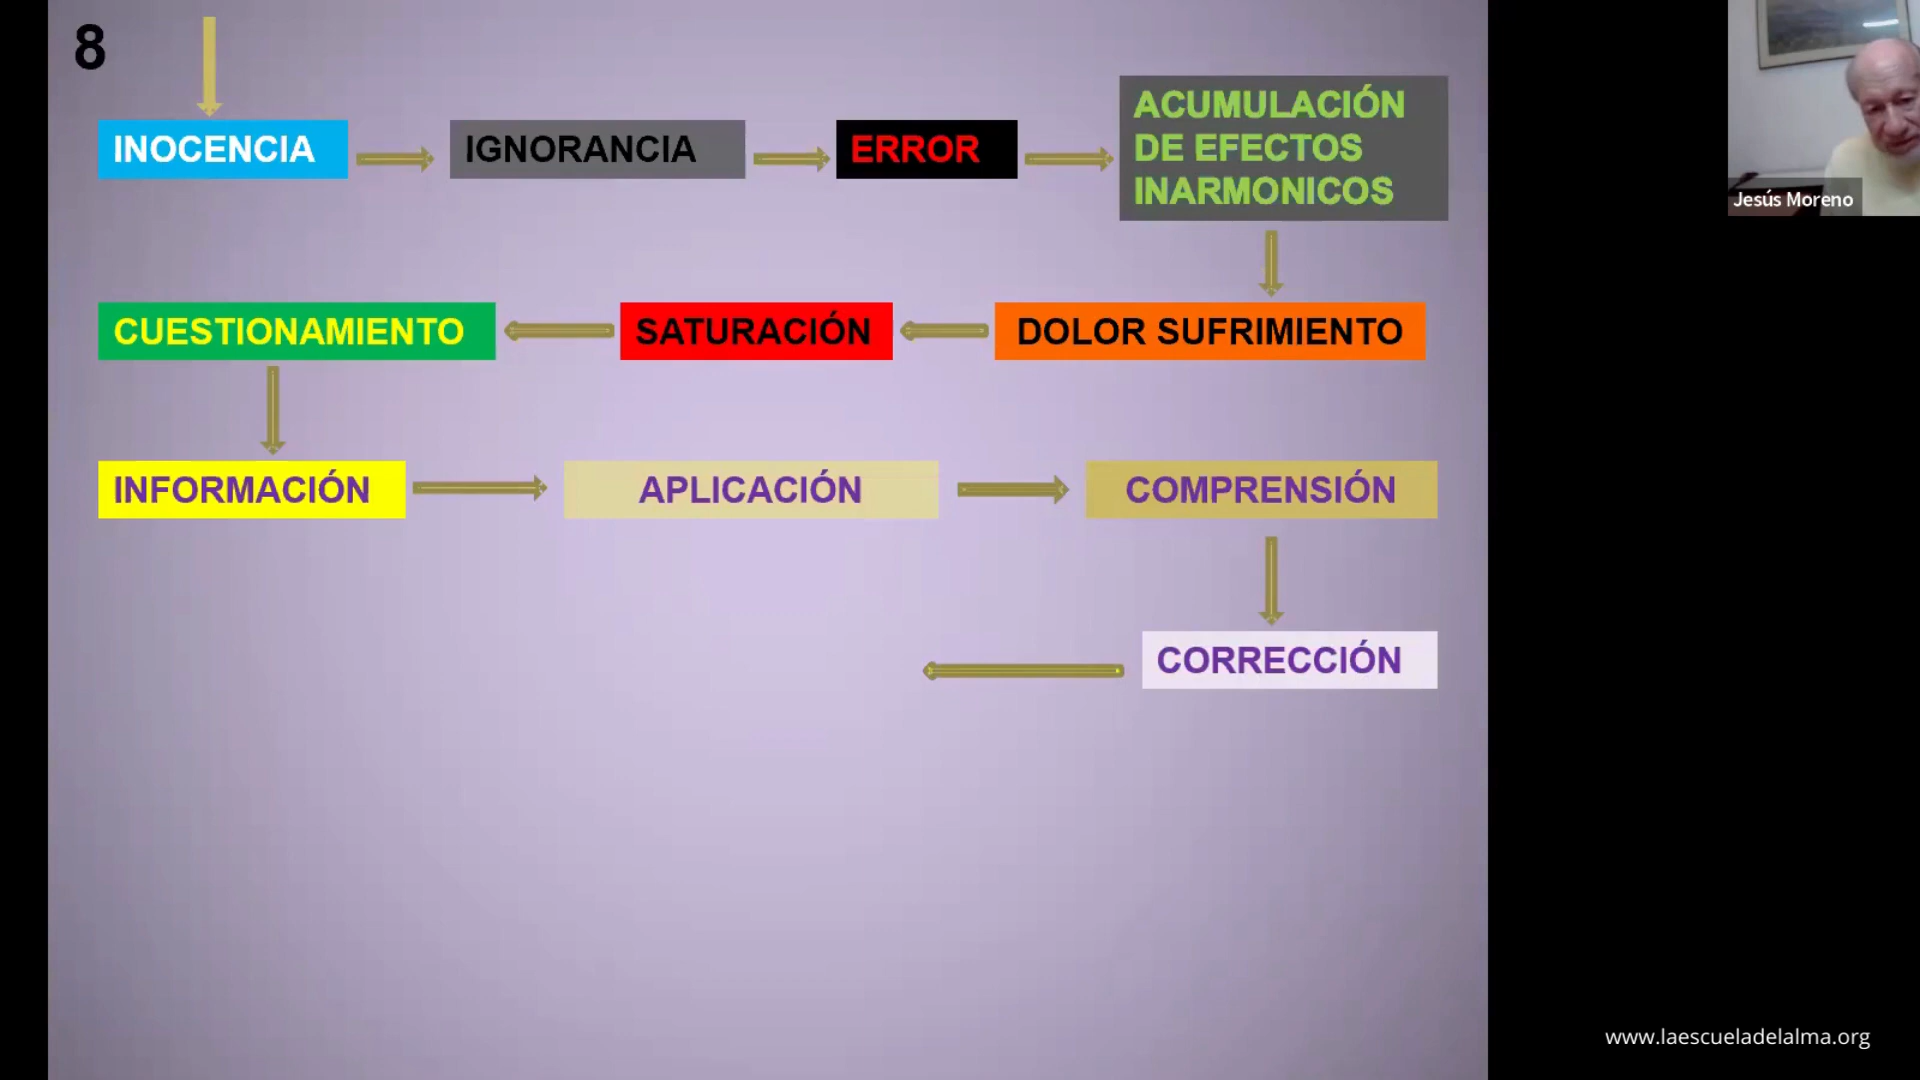 8
INOCENCIA
IGNORANCIA
ERROR
ACUMULACIÓN
DE EFECTOS
INARMONICOS
CUESTIONAMIENTO
SATURACIÓN
DOLOR SUFRIMIENTO
INFORMACIÓN
APLICACIÓN
COMPRENSIÓN
CORRECCIÓN
Jesús Moreno
www.laescueladelalma.org